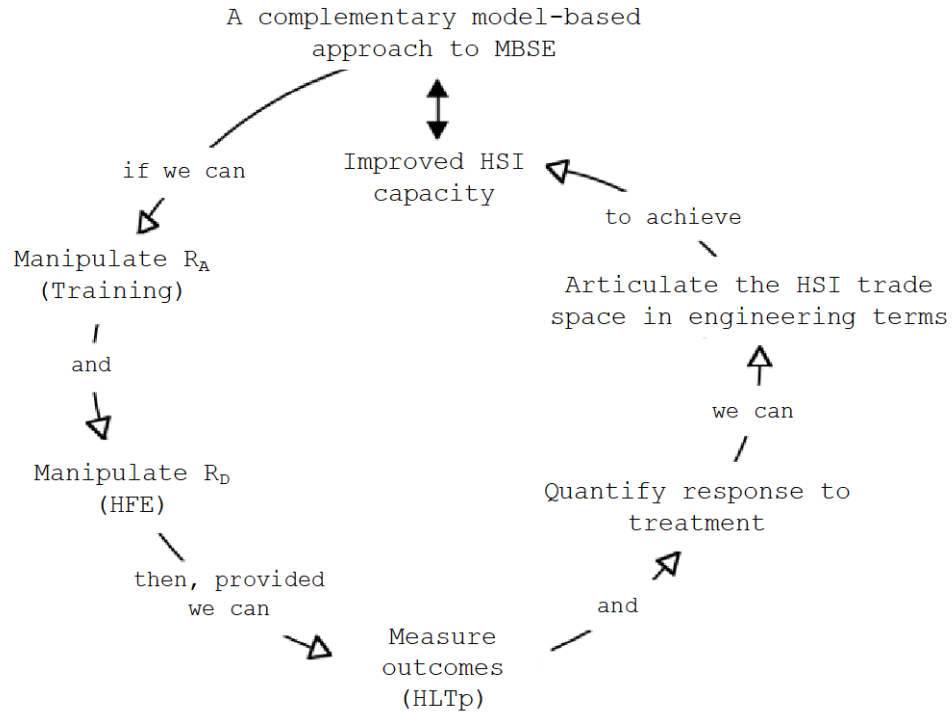 A complementary model-based
approach to MBSE
if we can
Manipulate R_A
(Training)
and
Manipulate R_D
(HFE)
then, provided
we can
Measure
outcomes
(HLTp)
and
Quantify response to
treatment
we can
Articulate the HSI trade
space in engineering terms
to achieve
Improved HSI
capacity